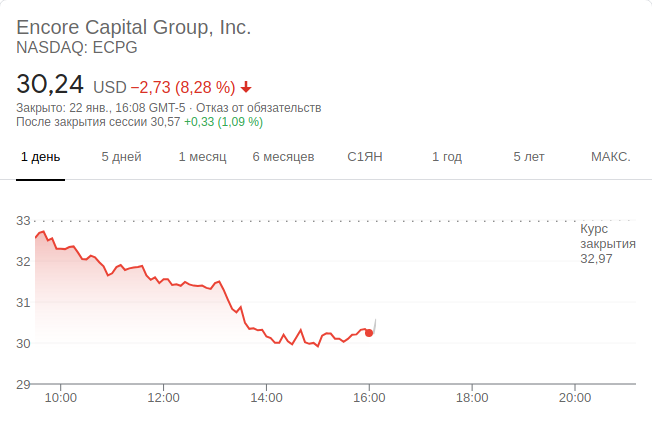 Encore Capital Group, Inc.
NASDAQ: ECPG
30,24 USD −2,73 (8,28 %)
Закрыто: 22 янв., 16:08 GMT-5 · Отказ от обязательств
После закрытия сессии 30,57 +0,33 (1,09 %)
1 день 5 дней 1 месяц 6 месяцев С1ЯН 1 год 5 лет МАКС.
33
Курс
закрытия
32,97
32
31
30
29
10:00 12:00 14:00 16:00 18:00 20:00